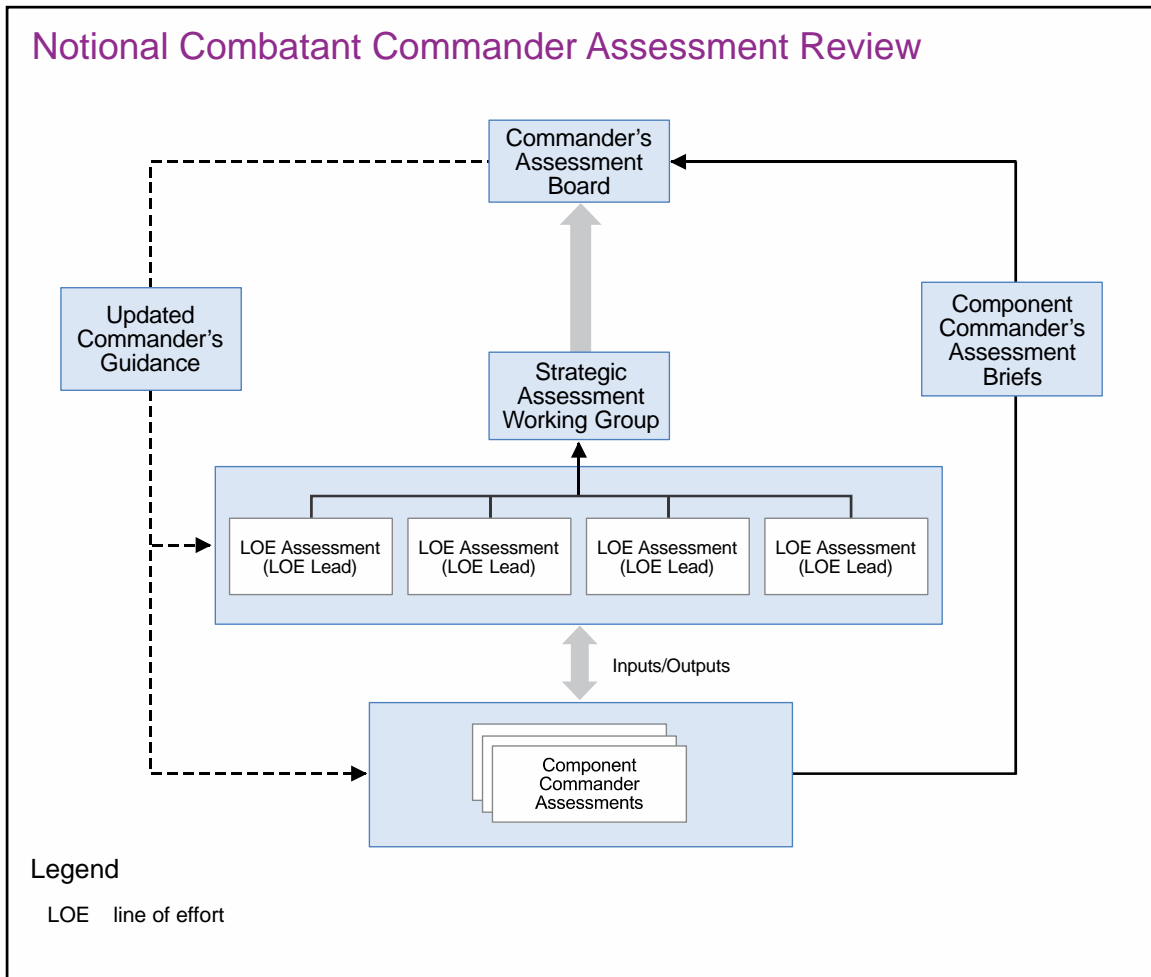 Notional Combatant Commander Assessment Review
Commander’s
Assessment
Board
Updated
Commander’s
Guidance
Component
Commander’s
Assessment
Briefs
Strategic
Assessment
Working Group
LOE Assessment
(LOE Lead)
LOE Assessment
(LOE Lead)
LOE Assessment
(LOE Lead)
LOE Assessment
(LOE Lead)
Inputs/Outputs
Component
Commander
Assessments
Legend
LOE line of effort